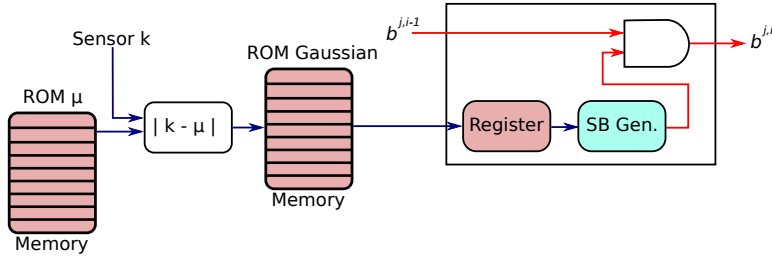 Sensor k
ROM μ
Memory
| k - μ |
ROM Gaussian
Memory
b^{j,i-1}
Register
SB Gen.